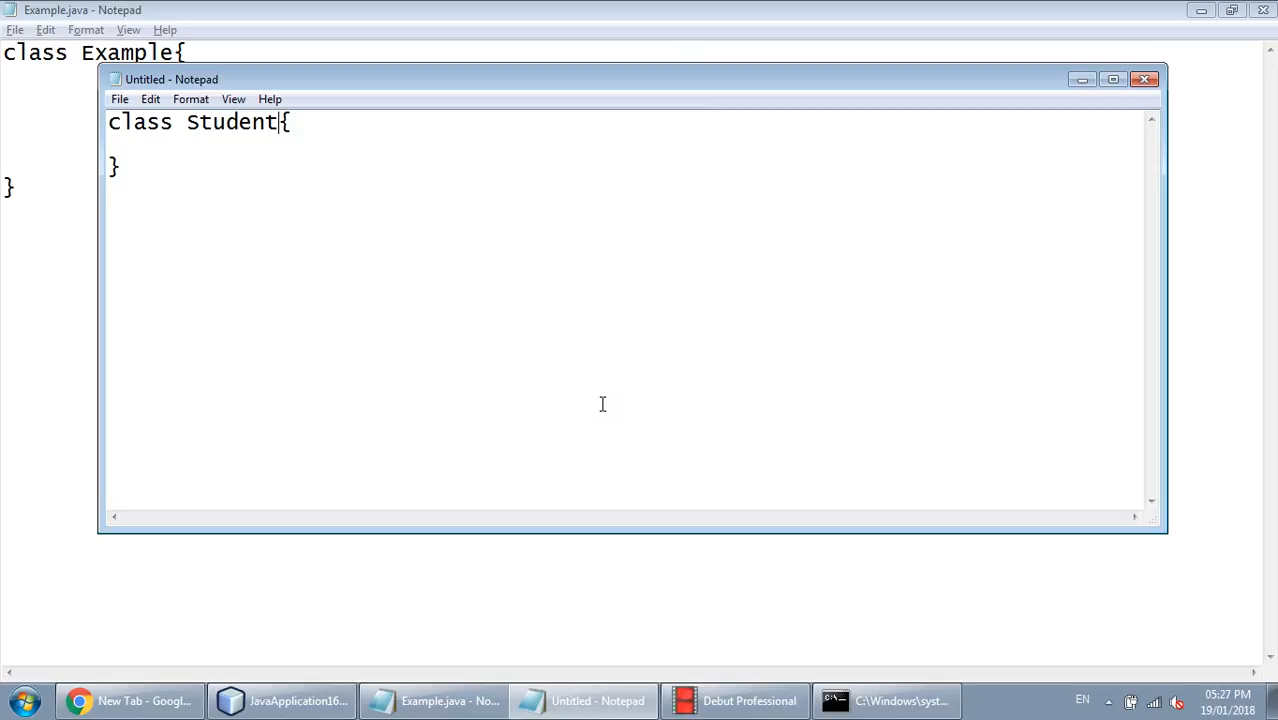 Example.java - Notepad
File Edit Format View Help
class Example{
Untitled - Notepad
File Edit Format View Help
class Student{
}
}
New Tab - Googl...
JavaApplication16...
Example.java - No...
Untitled - Notepad
Debut Professional
C:\Windows\syst...
EN
05:27 PM
19/01/2018